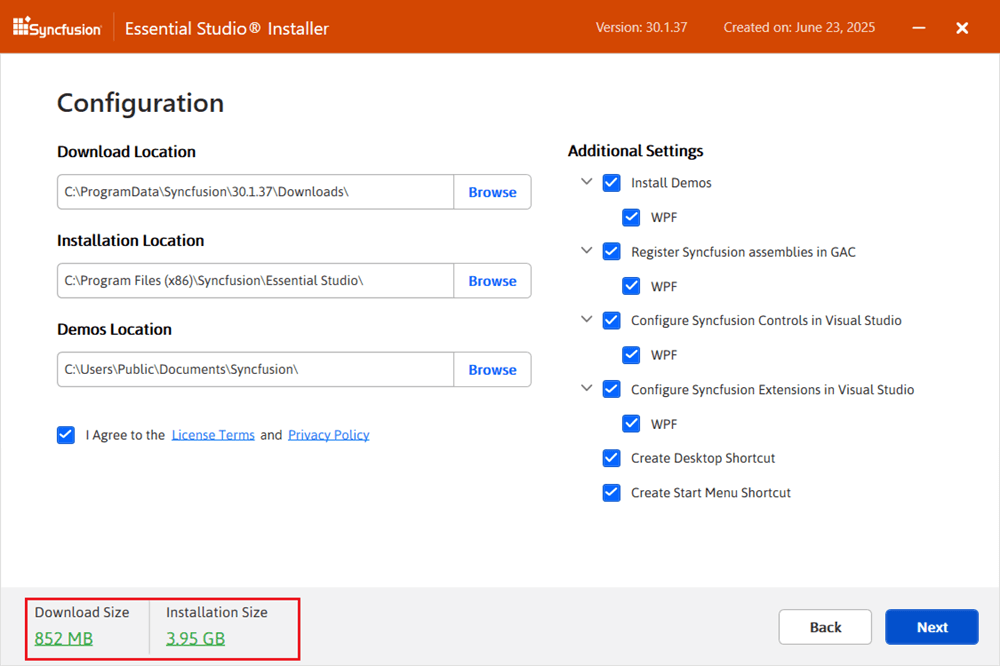 Syncfusion Essential Studio® Installer Version: 30.1.37 Created on: June 23, 2025
Configuration
Download Location
C:\ProgramData\Syncfusion\30.1.37\Downloads\ Browse
Installation Location
C:\Program Files (x86)\Syncfusion\Essential Studio\ Browse
Demos Location
C:\Users\Public\Documents\Syncfusion\ Browse
I Agree to the License Terms and Privacy Policy
Additional Settings
Install Demos
WPF
Register Syncfusion assemblies in GAC
WPF
Configure Syncfusion Controls in Visual Studio
WPF
Configure Syncfusion Extensions in Visual Studio
WPF
Create Desktop Shortcut
Create Start Menu Shortcut
Download Size
852 MB
Installation Size
3.95 GB
Back Next